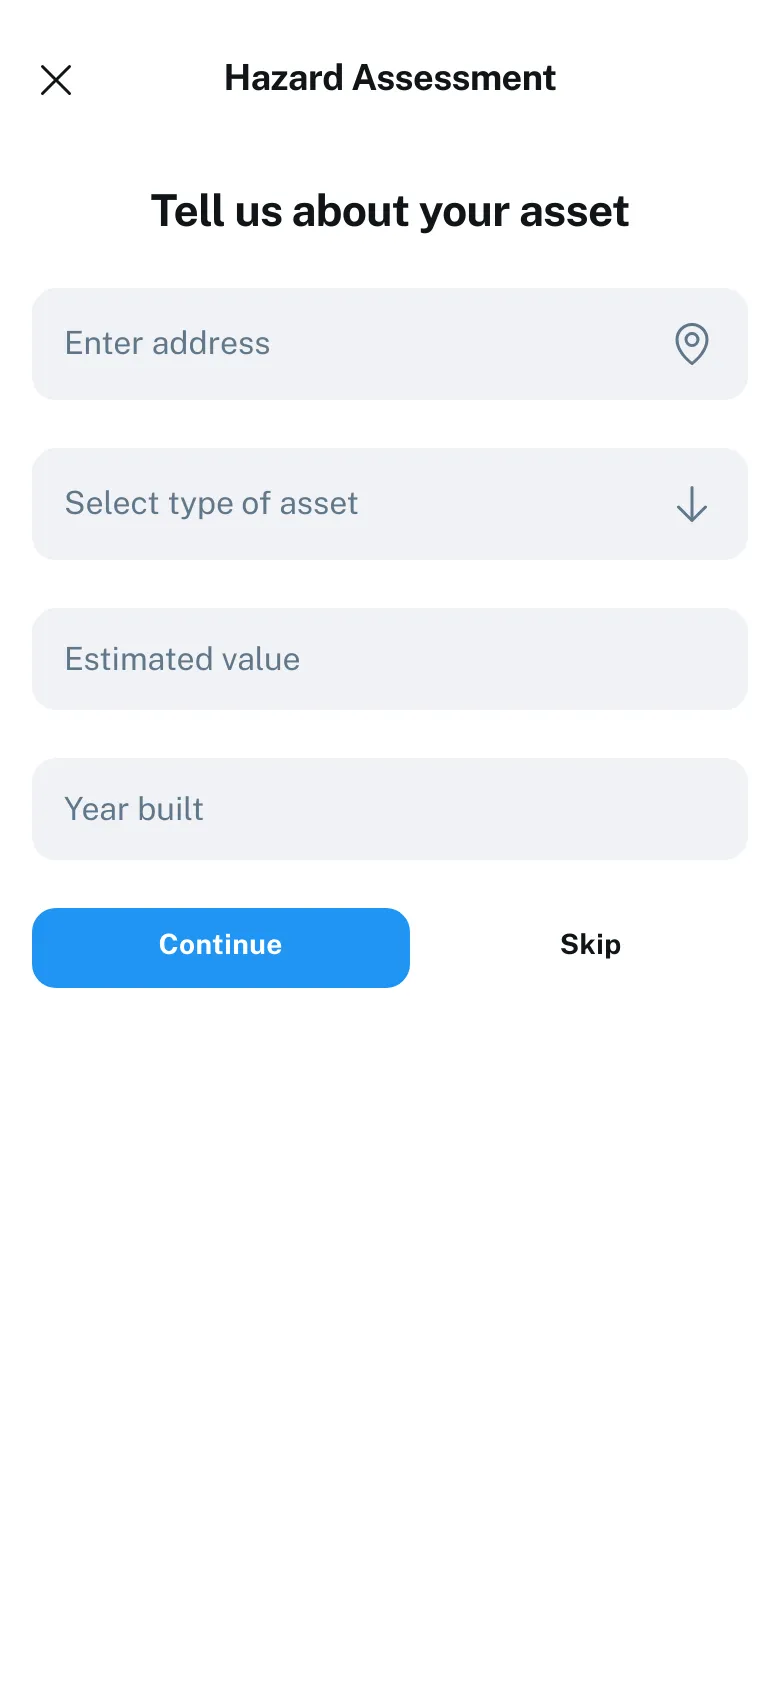 Hazard Assessment
Tell us about your asset
Enter address
Select type of asset
Estimated value
Year built
Continue
Skip